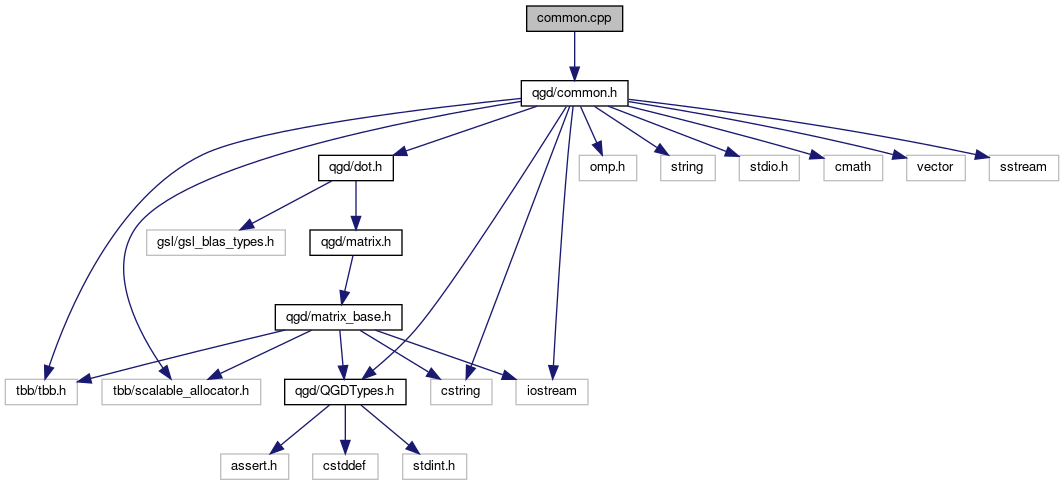 common.cpp
qgd/common.h
qgd/dot.h
omp.h
string
stdio.h
cmath
vector
sstream
gsl/gsl_blas_types.h
qgd/matrix.h
qgd/matrix_base.h
tbb/tbb.h
tbb/scalable_allocator.h
qgd/QGDTypes.h
cstring
iostream
assert.h
cstddef
stdint.h